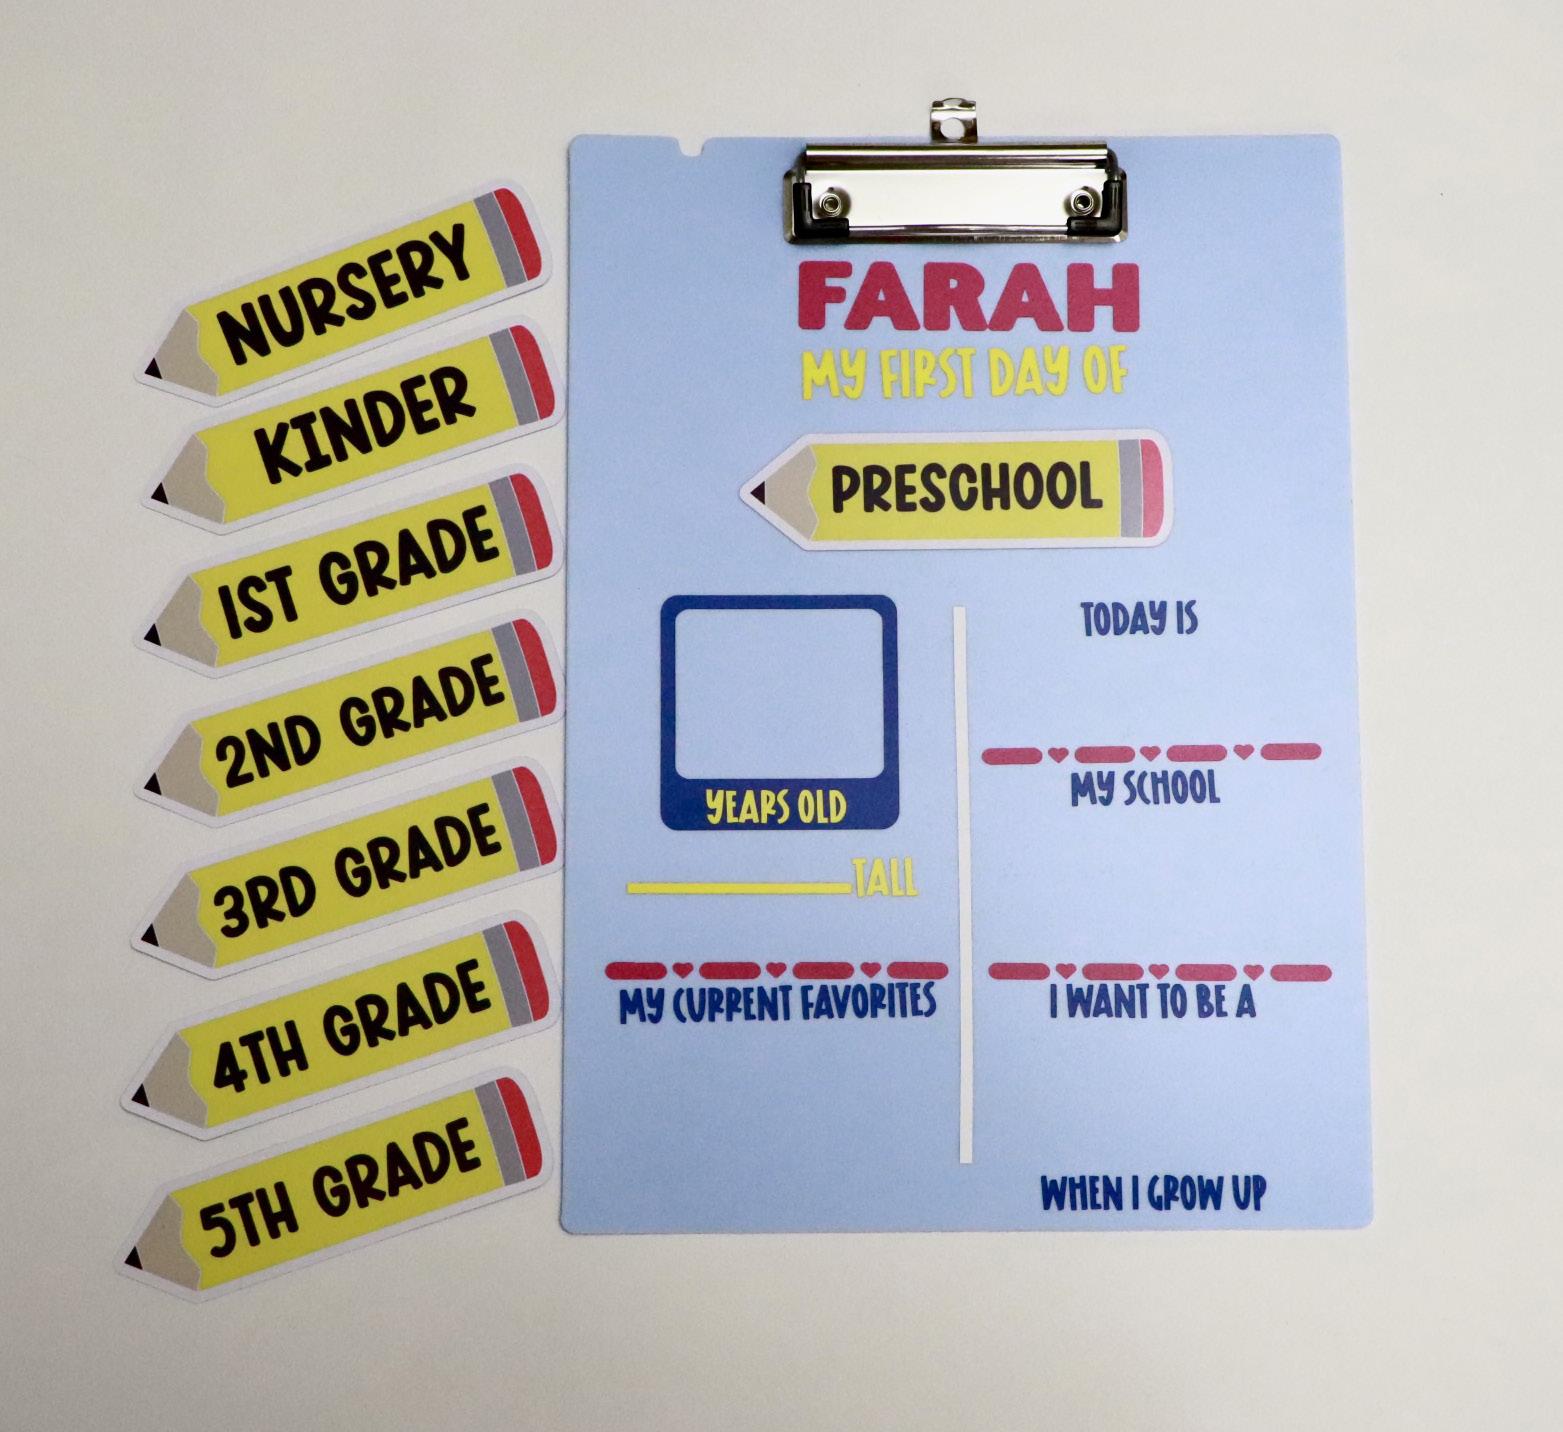 NURSERY
KINDER
1ST GRADE
2ND GRADE
3RD GRADE
4TH GRADE
5TH GRADE
FARAH
MY FIRST DAY OF
PRESCHOOL
YEARS OLD
TALL
MY CURRENT FAVORITES
TODAY IS
MY SCHOOL
I WANT TO BE A
WHEN I GROW UP